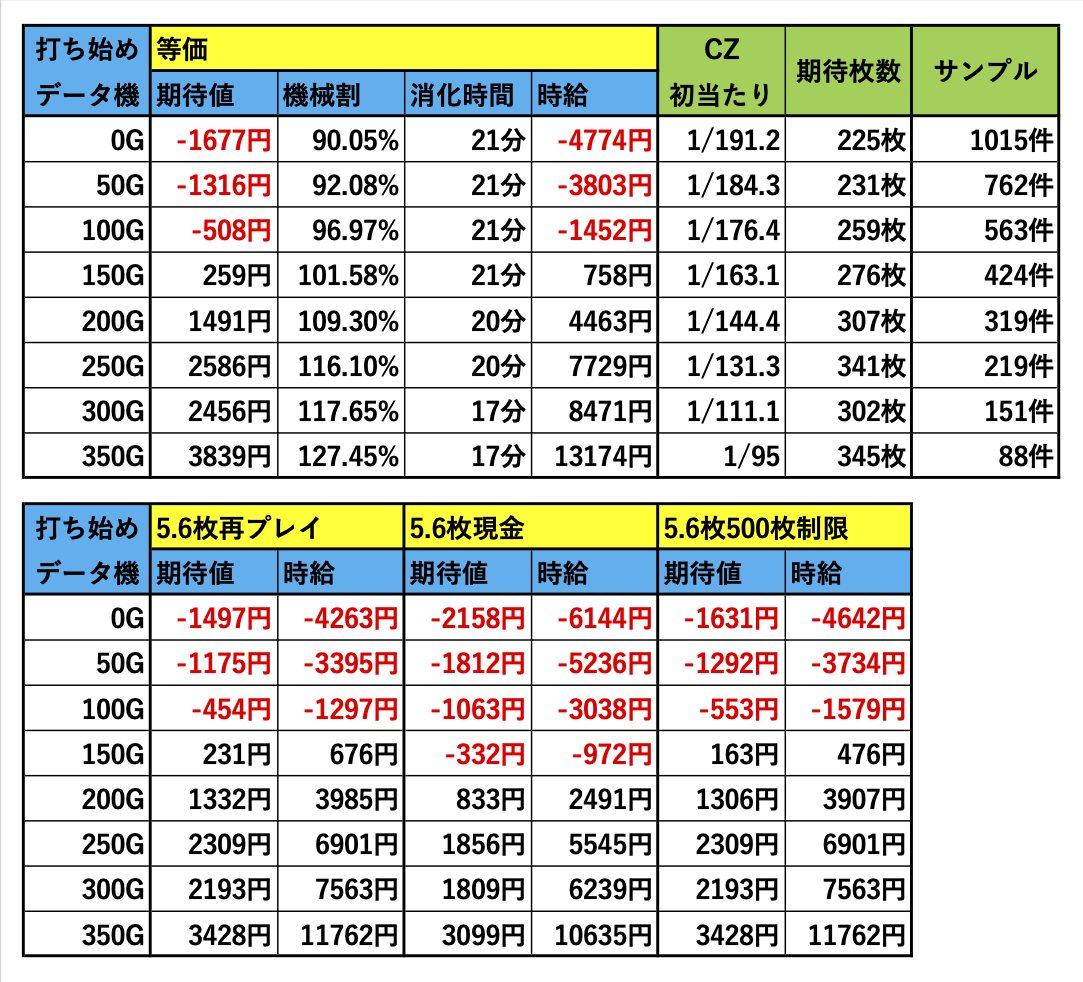 打ち始め 等価 CZ 期待枚数 サンプル
データ機 期待値 機械割 消化時間 時給 初当たり
0G -1677円 90.05% 21分 -4774円 1/191.2 225枚 1015件
50G -1316円 92.08% 21分 -3803円 1/184.3 231枚 762件
100G -508円 96.97% 21分 -1452円 1/176.4 259枚 563件
150G 259円 101.58% 21分 758円 1/163.1 276枚 424件
200G 1491円 109.30% 20分 4463円 1/144.4 307枚 319件
250G 2586円 116.10% 20分 7729円 1/131.3 341枚 219件
300G 2456円 117.65% 17分 8471円 1/111.1 302枚 151件
350G 3839円 127.45% 17分 13174円 1/95 345枚 88件
打ち始め 5.6枚再プレイ 5.6枚現金 5.6枚500枚制限
データ機 期待値 時給 期待値 時給 期待値 時給
0G -1497円 -4263円 -2158円 -6144円 -1631円 -4642円
50G -1175円 -3395円 -1812円 -5236円 -1292円 -3734円
100G -454円 -1297円 -1063円 -3038円 -553円 -1579円
150G 231円 676円 -332円 -972円 163円 476円
200G 1332円 3985円 833円 2491円 1306円 3907円
250G 2309円 6901円 1856円 5545円 2309円 6901円
300G 2193円 7563円 1809円 6239円 2193円 7563円
350G 3428円 11762円 3099円 10635円 3428円 11762円